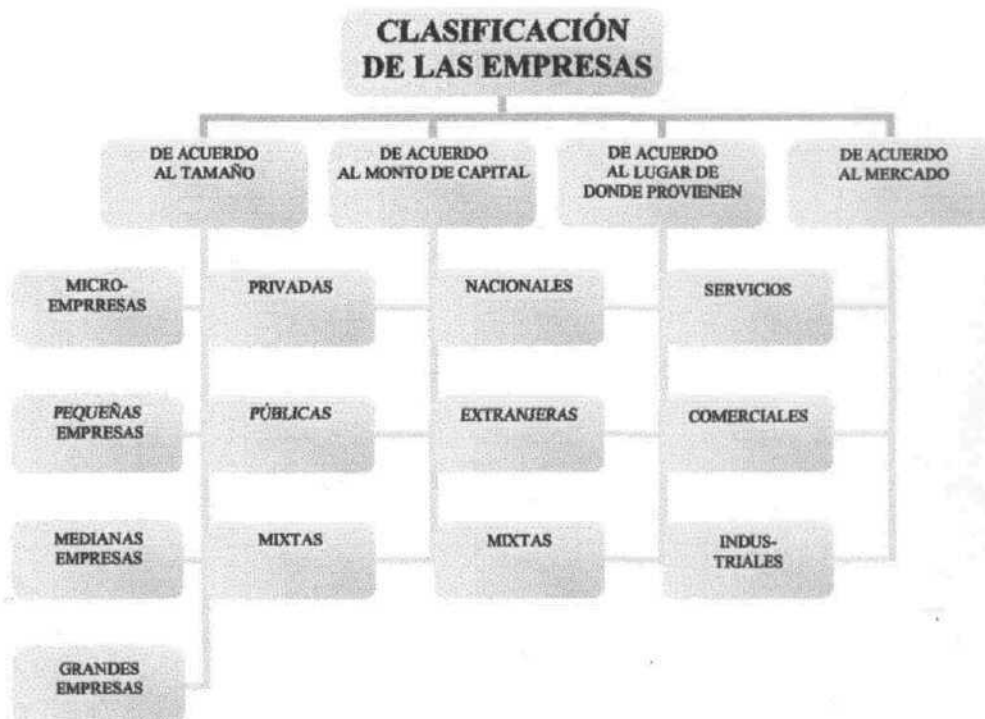 CLASIFICACIÓN
DE LAS EMPRESAS
DE ACUERDO
AL TAMAÑO
DE ACUERDO
AL MONTO DE CAPITAL
DE ACUERDO
AL LUGAR DE
DONDE PROVIENEN
DE ACUERDO
AL MERCADO
MICRO-
EMPRRESAS
PRIVADAS
NACIONALES
SERVICIOS
PEQUEÑAS
EMPRESAS
PÚBLICAS
EXTRANJERAS
COMERCIALES
MEDIANAS
EMPRESAS
MIXTAS
MIXTAS
INDUS-
TRIALES
GRANDES
EMPRESAS